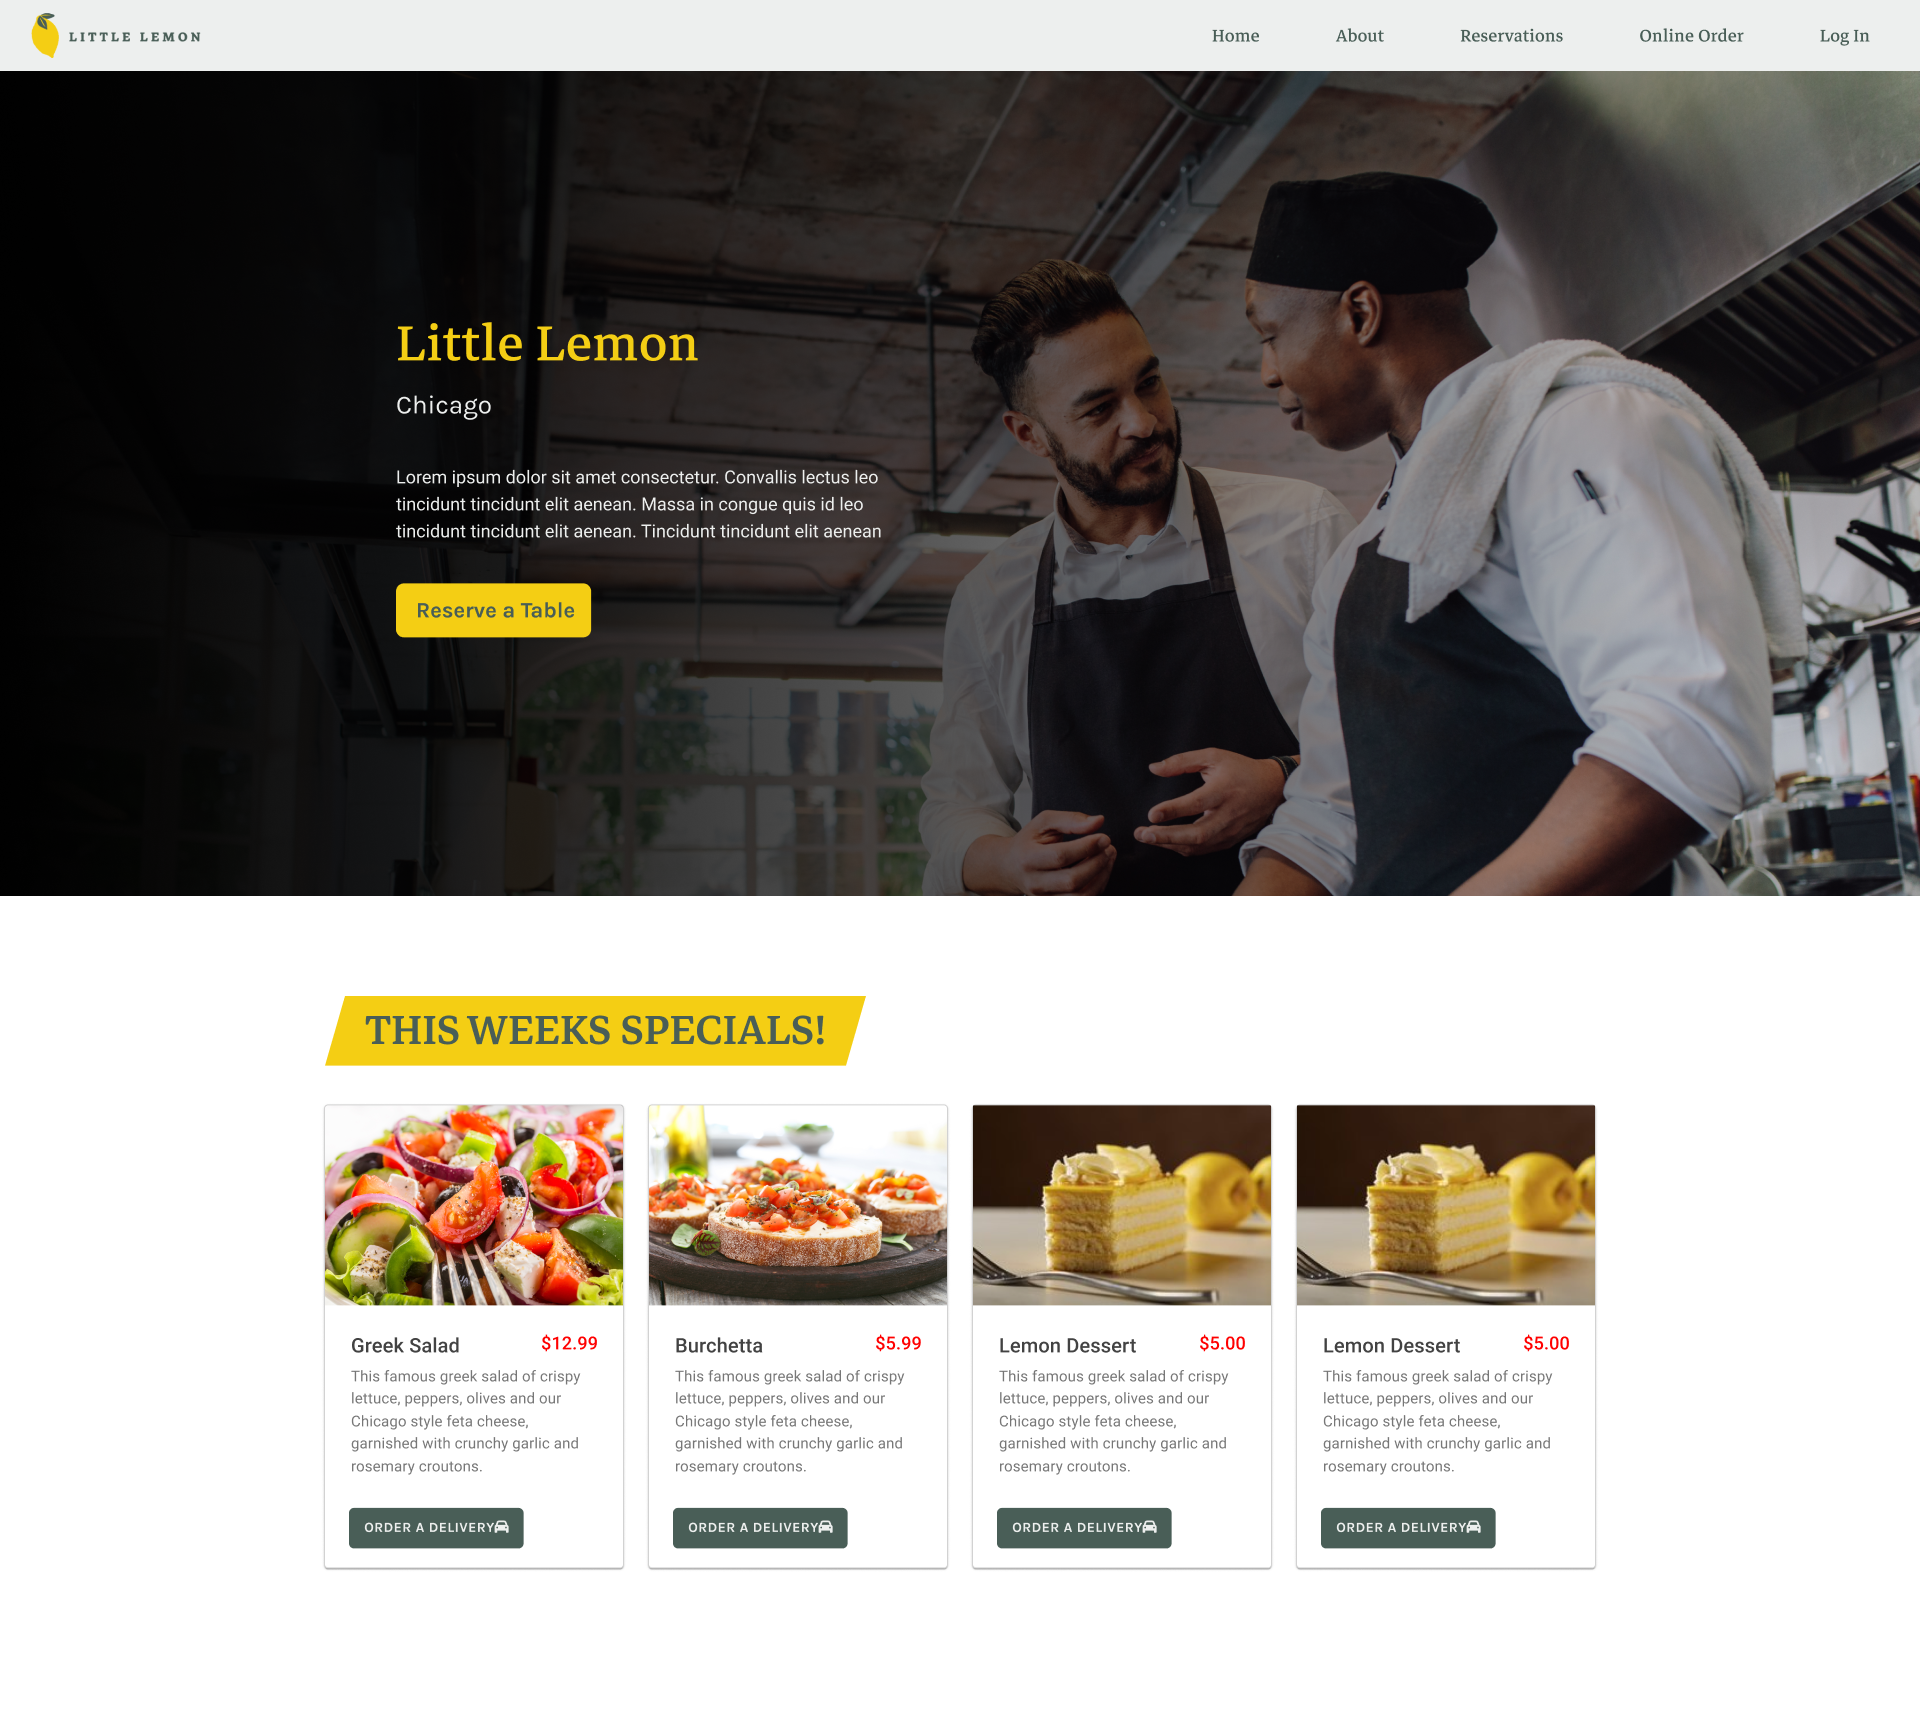 LITTLE LEMON
Home
About
Reservations
Online Order
Log In
Little Lemon
Chicago
Lorem ipsum dolor sit amet consectetur. Convallis lectus leo
tincidunt tincidunt elit aenean. Massa in congue quis id leo
tincidunt tincidunt elit aenean. Tincidunt tincidunt elit aenean
Reserve a Table
THIS WEEKS SPECIALS!
Greek Salad
$12.99
This famous greek salad of crispy
lettuce, peppers, olives and our
Chicago style feta cheese,
garnished with crunchy garlic and
rosemary croutons.
ORDER A DELIVERY
Burchetta
$5.99
This famous greek salad of crispy
lettuce, peppers, olives and our
Chicago style feta cheese,
garnished with crunchy garlic and
rosemary croutons.
ORDER A DELIVERY
Lemon Dessert
$5.00
This famous greek salad of crispy
lettuce, peppers, olives and our
Chicago style feta cheese,
garnished with crunchy garlic and
rosemary croutons.
ORDER A DELIVERY
Lemon Dessert
$5.00
This famous greek salad of crispy
lettuce, peppers, olives and our
Chicago style feta cheese,
garnished with crunchy garlic and
rosemary croutons.
ORDER A DELIVERY